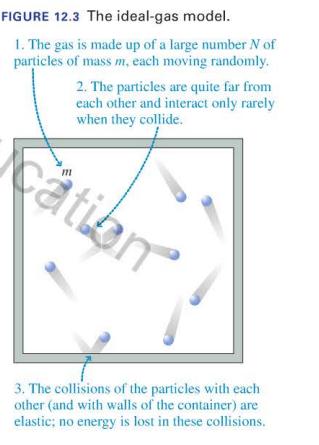 FIGURE 12.3 The ideal-gas model.
1. The gas is made up of a large number N of
particles of mass m, each moving randomly.
2. The particles are quite far from
each other and interact only rarely
when they collide.
m
ucation
3. The collisions of the particles with each
other (and with walls of the container) are
elastic; no energy is lost in these collisions.